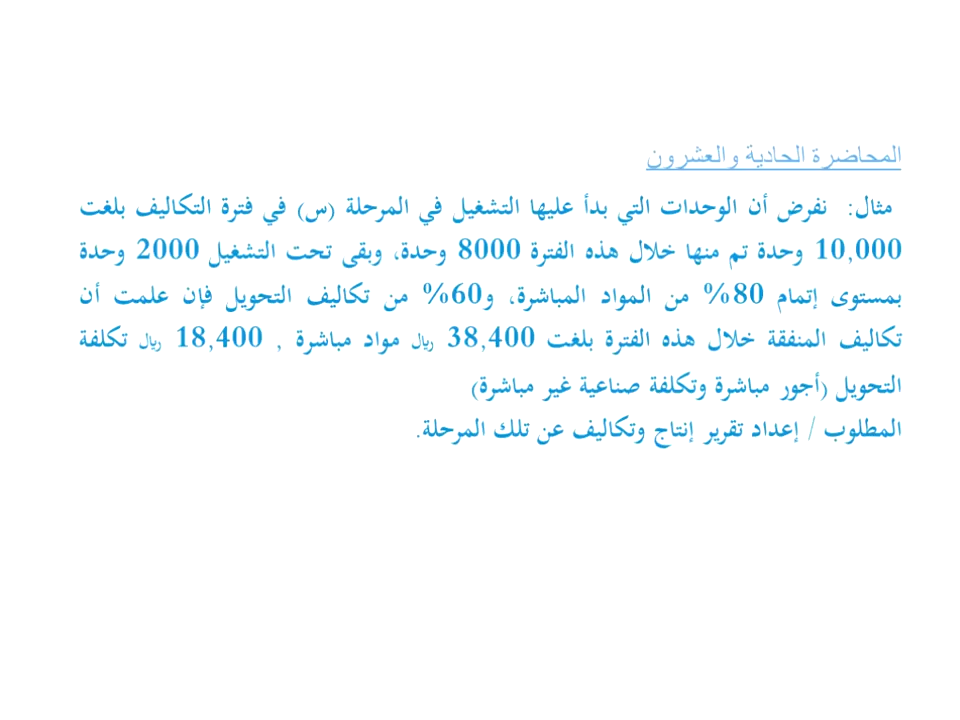 المحاضرة الحادية والعشرون
مثال: نفرض أن الوحدات التي بدأ عليها التشغيل في المرحلة (س) في فترة التكاليف بلغت
10,000 وحدة تم منها خلال هذه الفترة 8000 وحدة، وبقى تحت التشغيل 2000 وحدة
بمستوى إتمام 80% من المواد المباشرة، و60% من تكاليف التحويل فإن علمت أن
تكاليف المنفقة خلال هذه الفترة بلغت 38,400 ريال مواد مباشرة , 18,400 ريال تكلفة
التحويل (أجور مباشرة وتكلفة صناعية غير مباشرة)
المطلوب / إعداد تقرير إنتاج وتكاليف عن تلك المرحلة.